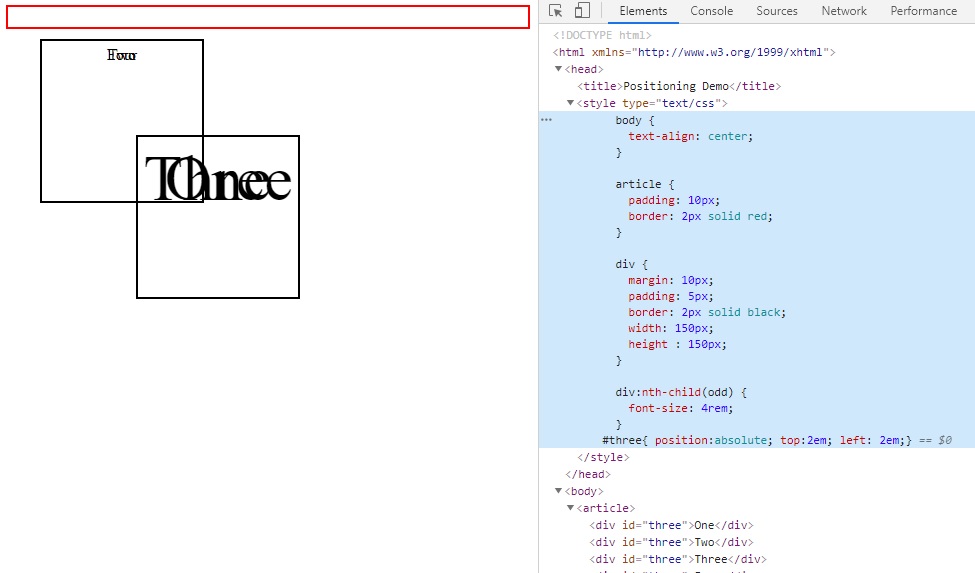 Four
Three
One
Elements Console Sources Network Performance
<!DOCTYPE html>
<html xmlns="http://www.w3.org/1999/xhtml">
<head>
<title>Positioning Demo</title>
<style type="text/css">
body {
text-align: center;
}
article {
padding: 10px;
border: 2px solid red;
}
div {
margin: 10px;
padding: 5px;
border: 2px solid black;
width: 150px;
height : 150px;
}
div:nth-child(odd) {
font-size: 4rem;
}
#three{ position:absolute; top:2em; left: 2em;} == $0
</style>
</head>
<body>
<article>
<div id="three">One</div>
<div id="three">Two</div>
<div id="three">Three</div>